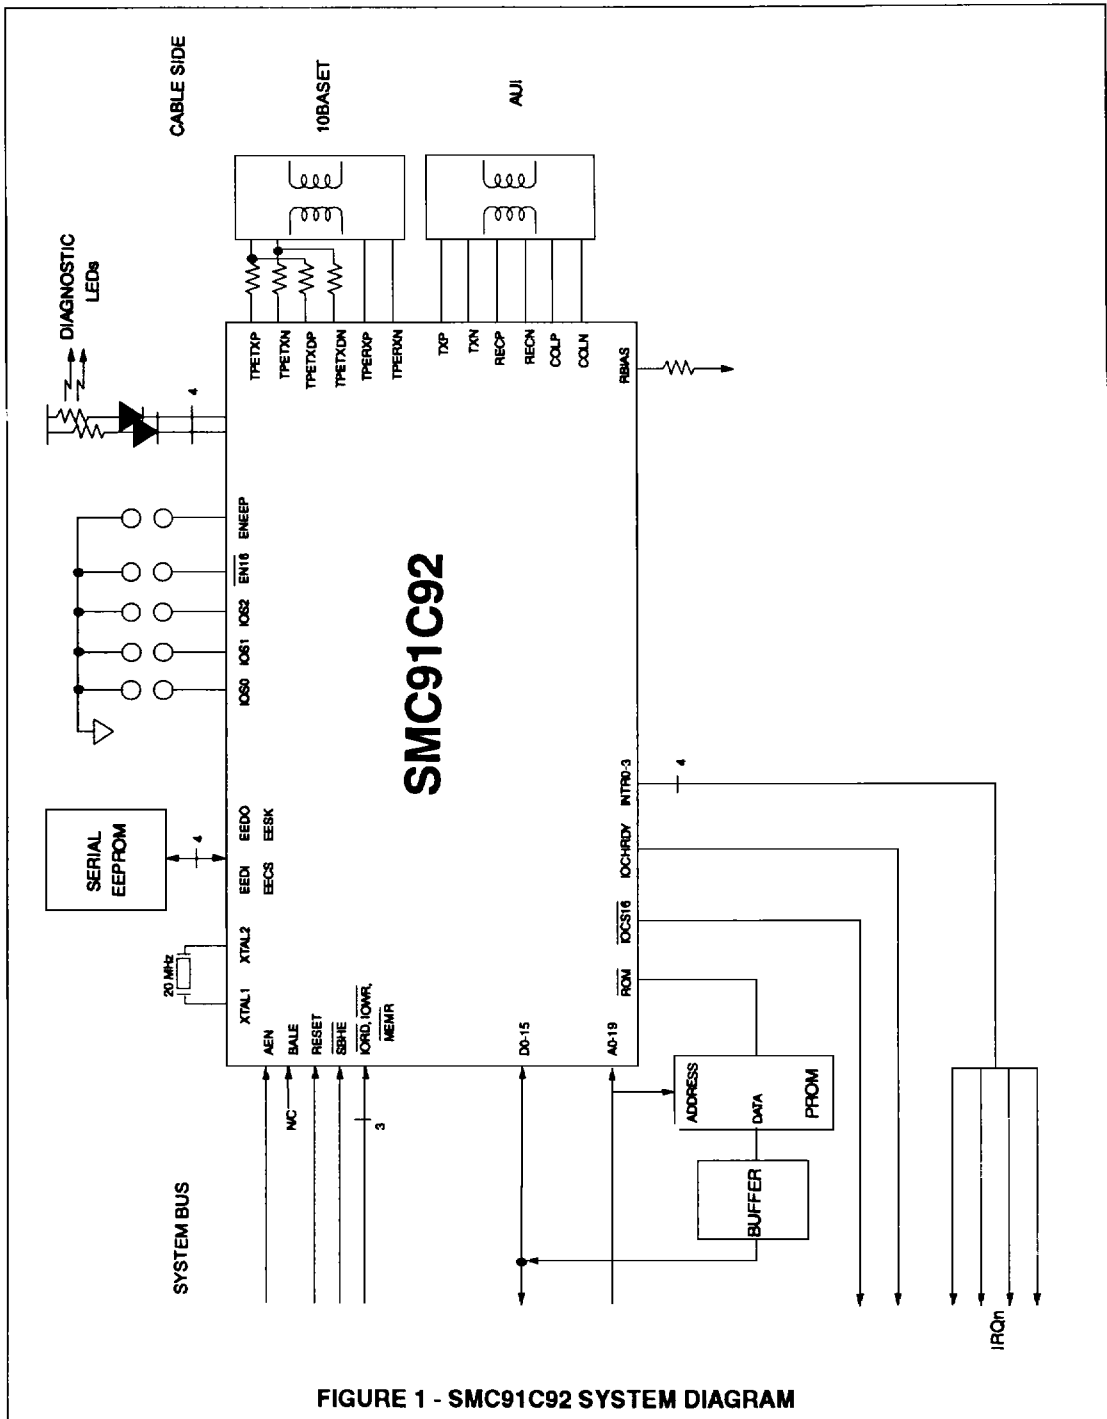 CABLE SIDE
10BASET
AUI
DIAGNOSTIC
LEDs
4
TPETXP
TPETXN
TPETXDP
TPETXDN
TPERXP
TPERXN
TXP
TXN
RECP
RECN
COLP
COLN
RBIAS
ENEEP
EN16
IOS2
IOS1
IOS0
SMC91C92
SERIAL
EEPROM
4
EEDO
EESK
EEDI
EECS
20 MHz
XTAL2
XTAL1
INTR0-3
4
IOCHRDY
IOCS16
ROM
AEN
BALE
RESET
SBHE
IORD, IOWR,
MEMR
D0-15
A0-19
N/C
3
ADDRESS
DATA
PROM
BUFFER
SYSTEM BUS
IRQn
FIGURE 1 - SMC91C92 SYSTEM DIAGRAM